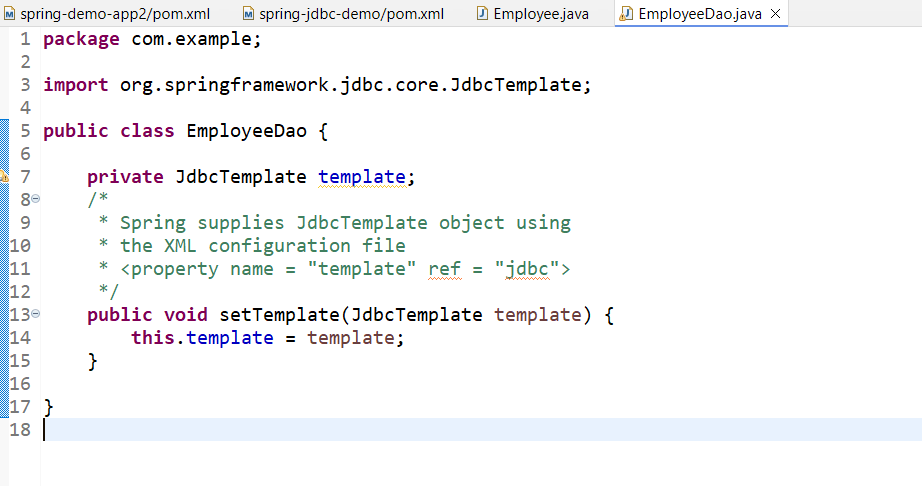 spring-demo-app2/pom.xml spring-jdbc-demo/pom.xml Employee.java EmployeeDao.java
1 package com.example;
2
3 import org.springframework.jdbc.core.JdbcTemplate;
4
5 public class EmployeeDao {
6
7     private JdbcTemplate template;
8     /*
9      * Spring supplies JdbcTemplate object using
10      * the XML configuration file
11      * <property name = "template" ref = "jdbc">
12      */
13     public void setTemplate(JdbcTemplate template) {
14         this.template = template;
15     }
16
17 }
18